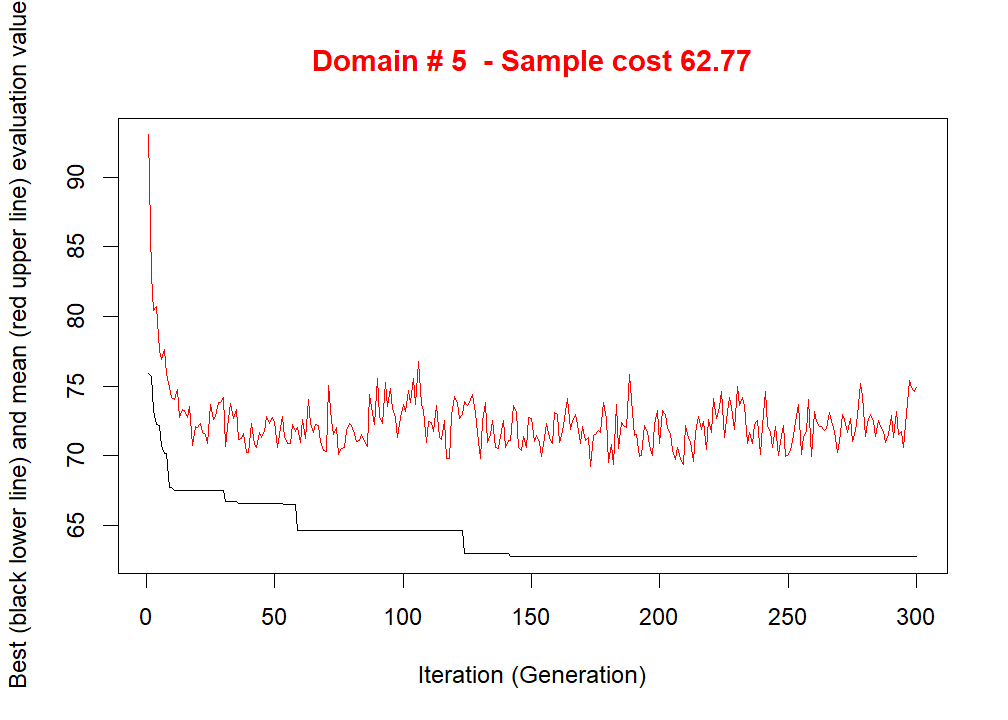 Domain # 5  - Sample cost 62.77
Best (black lower line) and mean (red upper line) evaluation value
90
85
80
75
70
65
0 50 100 150 200 250 300
Iteration (Generation)